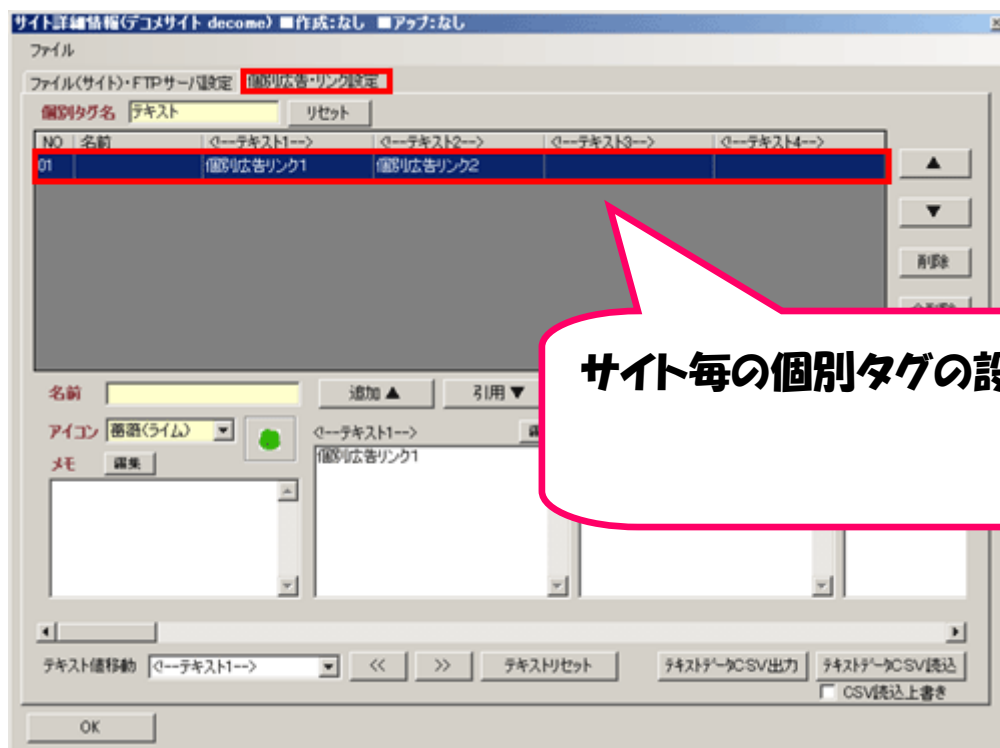 サイト詳細情報(デコメサイト decome) ■作成:なし ■アップ:なし
ファイル
ファイル(サイト)・FTPサーバ設定 個別広告・リンク設定
個別タグ名 テキスト リセット
NO 名前 <!--テキスト1--> <!--テキスト2--> <!--テキスト3--> <!--テキスト4-->
01 個別広告リンク1 個別広告リンク2
▲
▼
削除
サイト毎の個別タグの設
名前 追加▲ 引用▼
アイコン 薔薇(ライム) <!--テキスト1-->
メモ 編集 個別広告リンク1
テキスト値移動 <!--テキスト1--> << >> テキストリセット テキストデータCSV出力 テキストデータCSV読込
CSV読込上書き
OK